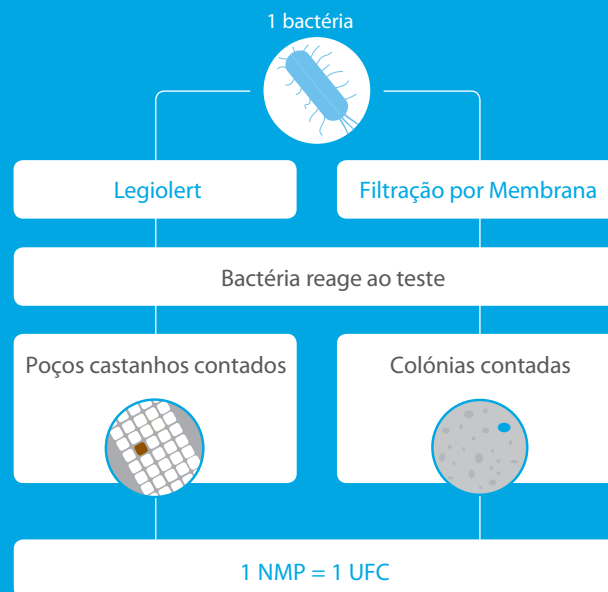 1 bactéria
Legiolert
Filtração por Membrana
Bactéria reage ao teste
Poços castanhos contados
Colónias contadas
1 NMP = 1 UFC